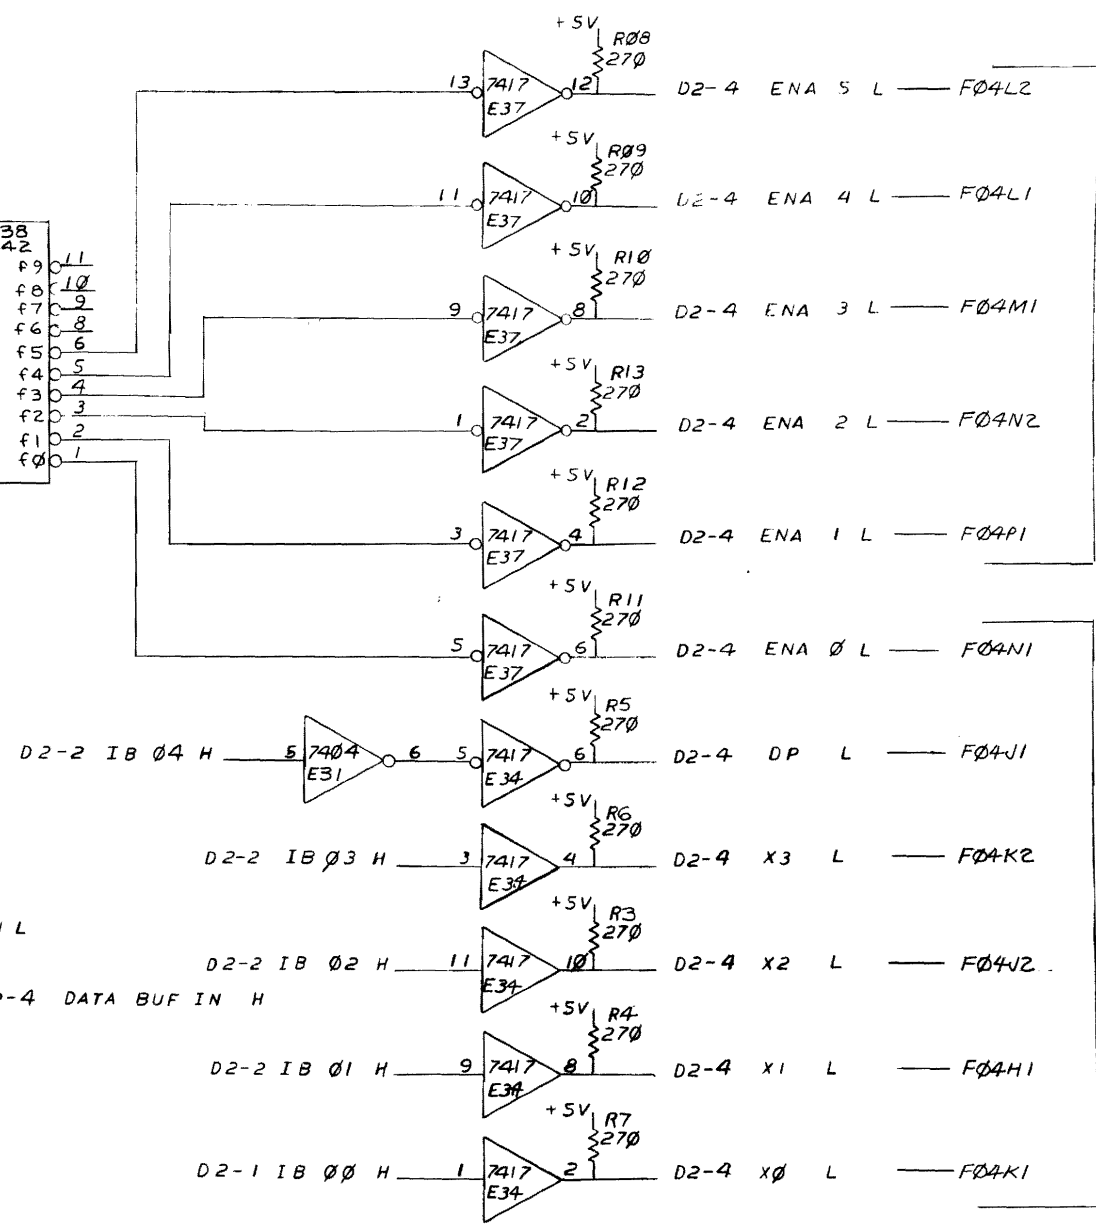 +5V
RØ8
27Ø
13 7417 12 D2-4 ENA 5 L FØ4L2
E37
+5V
RØ9
27Ø
11 7417 1Ø D2-4 ENA 4 L FØ4L1
E37
38
42
f9 11
f8 1Ø
f7 9
f6 8
f5 6
f4 5
f3 4
f2 3
f1 2
fØ 1
+5V
R1Ø
27Ø
9 7417 8 D2-4 ENA 3 L FØ4M1
E37
+5V
R13
27Ø
1 7417 2 D2-4 ENA 2 L FØ4N2
E37
+5V
R12
27Ø
3 7417 4 D2-4 ENA 1 L FØ4P1
E37
+5V
R11
27Ø
5 7417 6 D2-4 ENA Ø L FØ4N1
E37
+5V
R5
27Ø
D2-2 IB Ø4 H 5 7404 6 5 7417 6 D2-4 DP L FØ4J1
E31 E34
+5V
R6
27Ø
D2-2 IB Ø3 H 3 7417 4 D2-4 X3 L FØ4K2
E34
L
+5V
R3
27Ø
D2-2 IB Ø2 H 11 7417 1Ø D2-4 X2 L FØ4J2
E34
-4 DATA BUF IN H
+5V
R4
27Ø
D2-2 IB Ø1 H 9 7417 8 D2-4 X1 L FØ4H1
E34
+5V
R7
27Ø
D2-1 IB ØØ H 1 7417 2 D2-4 XØ L FØ4K1
E34